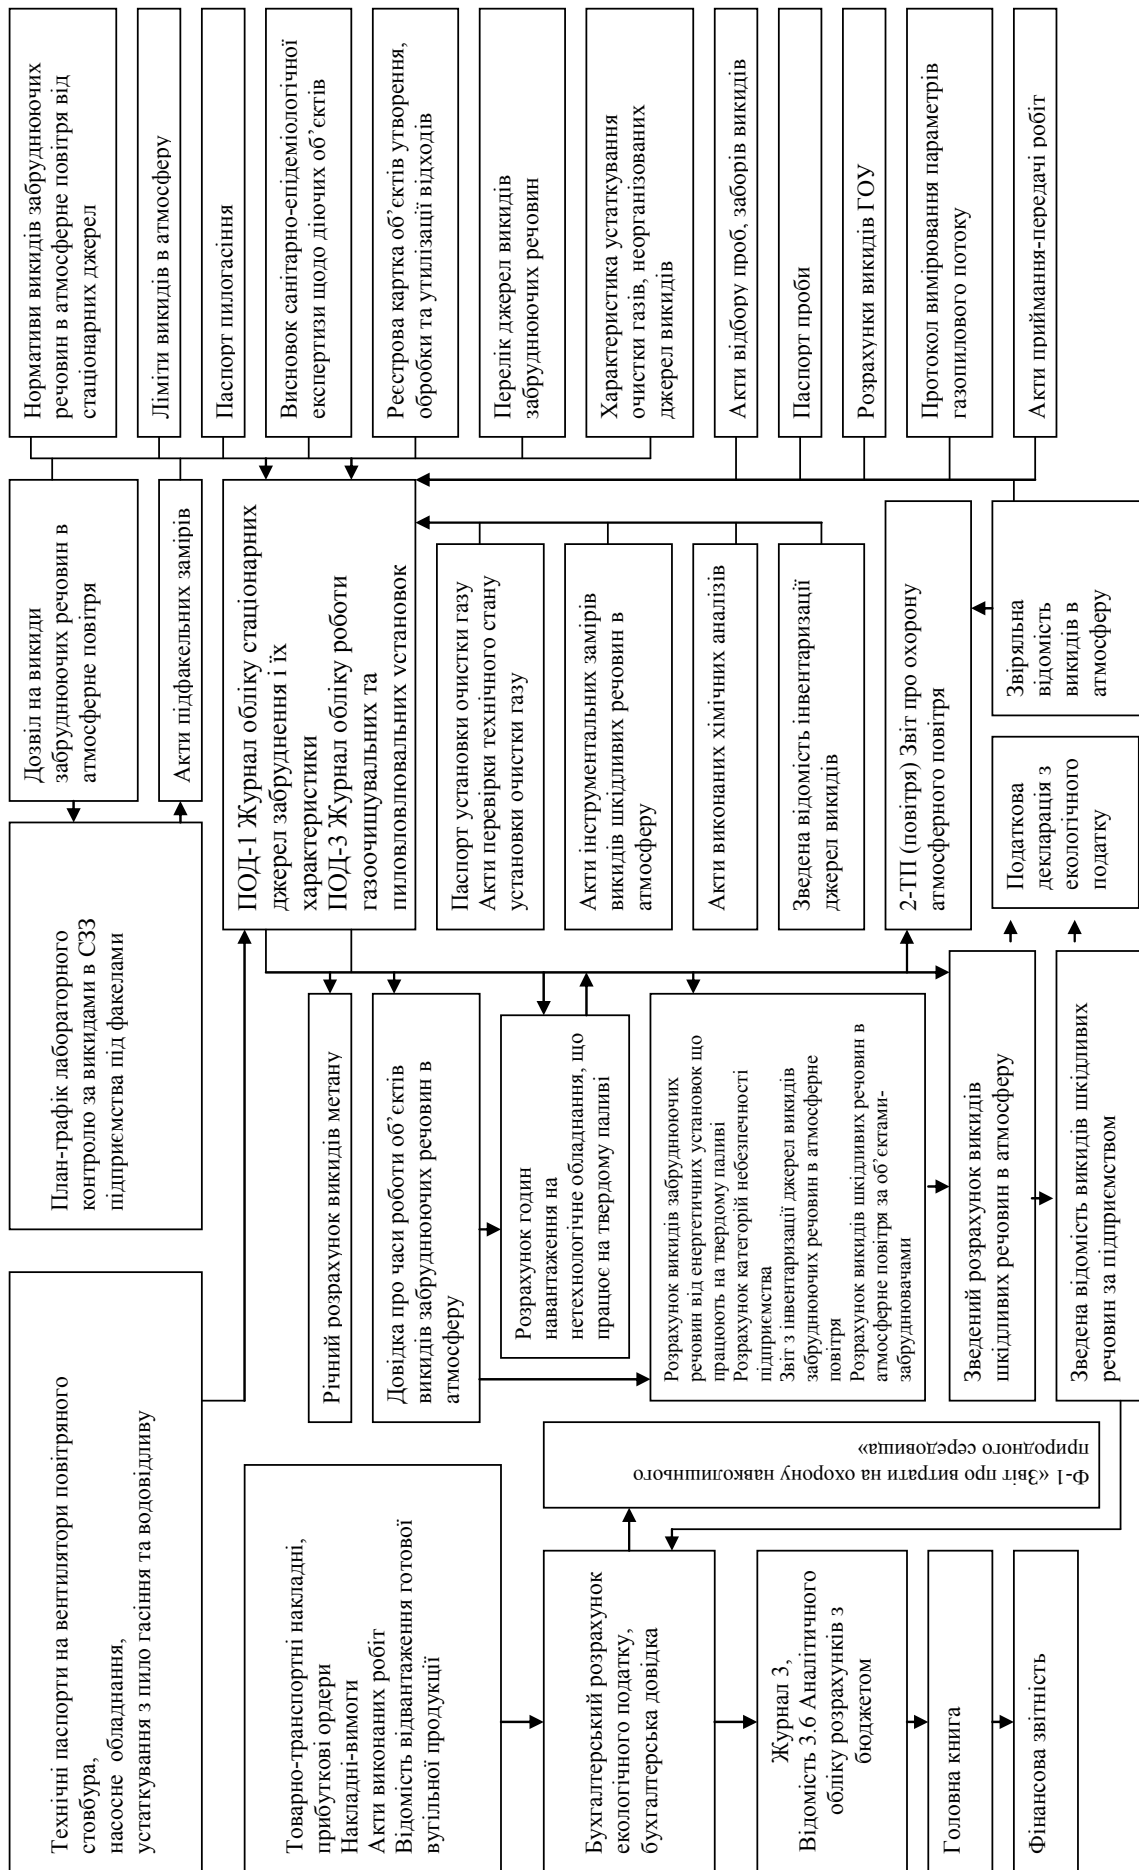 Технічні паспорти на вентилятори повітряного
стовбура,
насосне обладнання,
устаткування з пило гасіння та водовідливу
План-графік лабораторного
контролю за викидами в СЗЗ
підприємства під факелами
Дозвіл на викиди
забруднюючих речовин в
атмосферне повітря
Акти підфакельних замірів
Нормативи викидів забруднюючих
речовин в атмосферне повітря від
стаціонарних джерел
Ліміти викидів в атмосферу
Паспорт пилогасіння
Висновок санітарно-епідеміологічної
експертизи щодо діючих об’єктів
Реєстрова картка об’єктів утворення,
обробки та утилізації відходів
Перелік джерел викидів
забруднюючих речовин
Характеристика устаткування
очистки газів, неорганізованих
джерел викидів
Акти відбору проб, заборів викидів
Паспорт проби
Розрахунки викидів ГОУ
Протокол вимірювання параметрів
газопилового потоку
Акти приймання-передачі робіт
ПОД-1 Журнал обліку стаціонарних
джерел забруднення і їх
характеристики
ПОД-3 Журнал обліку роботи
газоочищувальних та
пиловловлювальних установок
Паспорт установки очистки газу
Акти перевірки технічного стану
установки очистки газу
Акти інструментальних замірів
викидів шкідливих речовин в
атмосферу
Акти виконаних хімічних аналізів
Зведена відомість інвентаризації
джерел викидів
2-ТП (повітря) Звіт про охорону
атмосферного повітря
Звіряльна
відомість
викидів в
атмосферу
Податкова
декларація з
екологічного
податку
Річний розрахунок викидів метану
Довідка про часи роботи об’єктів
викидів забруднюючих речовин в
атмосферу
Розрахунок годин
навантаження на
нетехнологічне обладнання, що
працює на твердому паливі
Розрахунок викидів забруднюючих
речовин від енергетичних установок що
працюють на твердому паливі
Розрахунок категорій небезпечності
підприємства
Звіт з інвентаризації джерел викидів
забруднюючих речовин в атмосферне
повітря
Розрахунок викидів шкідливих речовин в
атмосферне повітря за об’єктами-
забруднювачами
Зведений розрахунок викидів
шкідливих речовин в атмосферу
Зведена відомість викидів шкідливих
речовин за підприємством
Товарно-транспортні накладні,
прибуткові ордери
Накладні-вимоги
Акти виконаних робіт
Відомість відвантаження готової
вугільної продукції
Ф-1 «Звіт про витрати на охорону навколишнього
природного середовища»
Бухгалтерський розрахунок
екологічного податку,
бухгалтерська довідка
Журнал 3,
Відомість 3.6 Аналітичного
обліку розрахунків з
бюджетом
Головна книга
Фінансова звітність